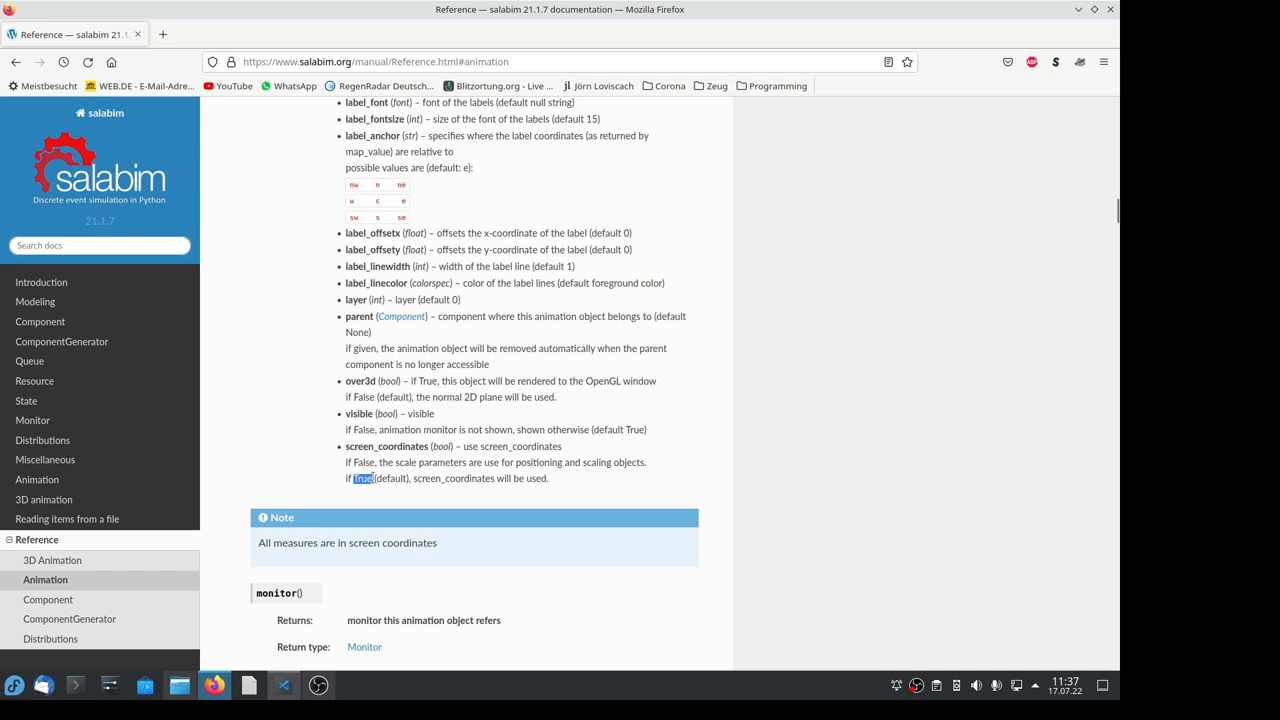 Reference — salabim 21.1.7 documentation — Mozilla Firefox
Reference — salabim 21.1
https://www.salabim.org/manual/Reference.html#animation
Meistbesucht WEB.DE - E-Mail-Adre... YouTube WhatsApp RegenRadar Deutsch... Blitzortung.org - Live ... Jörn Loviscach Corona Zeug Programming
salabim
salabim
Discrete event simulation in Python
21.1.7
Search docs
Introduction
Modeling
Component
ComponentGenerator
Queue
Resource
State
Monitor
Distributions
Miscellaneous
Animation
3D animation
Reading items from a file
Reference
3D Animation
Animation
Component
ComponentGenerator
Distributions
label_font (font) – font of the labels (default null string)
label_fontsize (int) – size of the font of the labels (default 15)
label_anchor (str) – specifies where the label coordinates (as returned by
map_value) are relative to
possible values are (default: e):
nw n ne
w c e
sw s se
label_offsetx (float) – offsets the x-coordinate of the label (default 0)
label_offsety (float) – offsets the y-coordinate of the label (default 0)
label_linewidth (int) – width of the label line (default 1)
label_linecolor (colorspec) – color of the label lines (default foreground color)
layer (int) – layer (default 0)
parent (Component) – component where this animation object belongs to (default
None)
if given, the animation object will be removed automatically when the parent
component is no longer accessible
over3d (bool) – if True, this object will be rendered to the OpenGL window
if False (default), the normal 2D plane will be used.
visible (bool) – visible
if False, animation monitor is not shown, shown otherwise (default True)
screen_coordinates (bool) – use screen_coordinates
if False, the scale parameters are use for positioning and scaling objects.
if True (default), screen_coordinates will be used.
Note
All measures are in screen coordinates
monitor()
Returns: monitor this animation object refers
Return type: Monitor
11:37
17.07.22